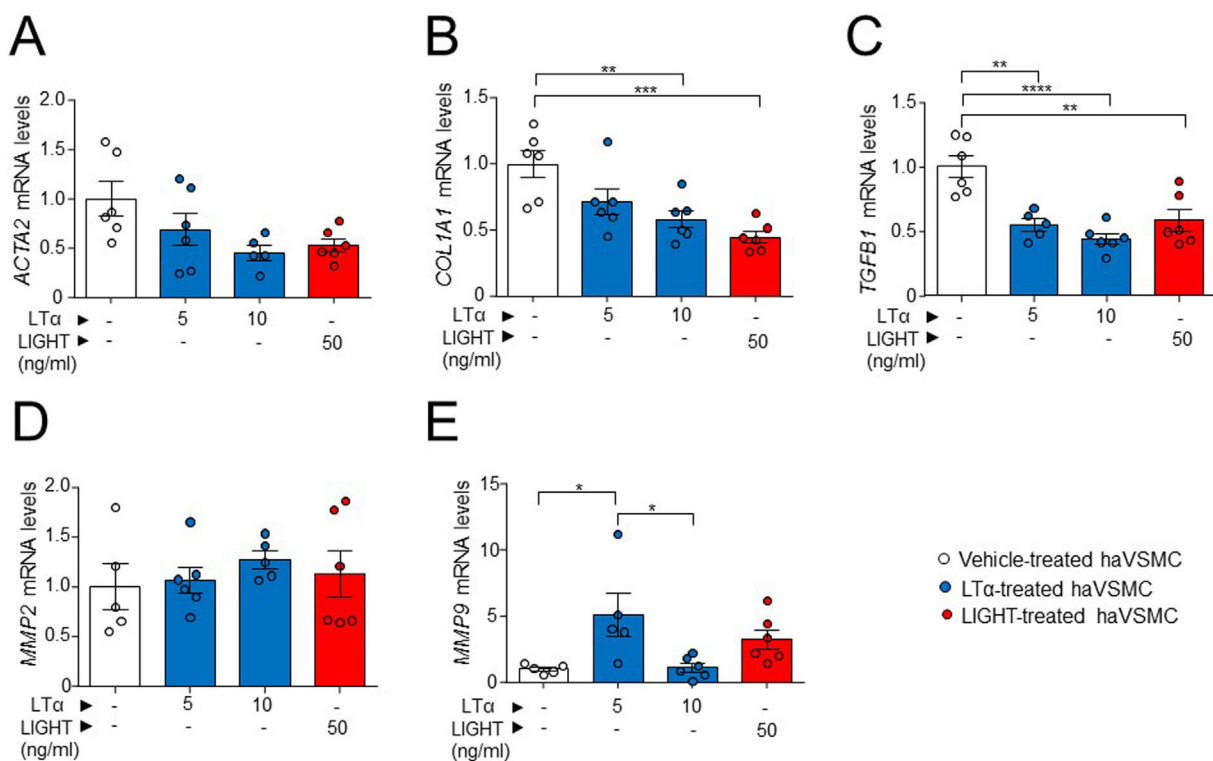 A
ACTA2 mRNA levels
2.0
1.5
1.0
0.5
0
LTα ► - 5 10 -
LIGHT ► - - - 50
(ng/ml)
B
COL1A1 mRNA levels
**
***
1.5
1.0
0.5
0
LTα ► - 5 10 -
LIGHT ► - - - 50
(ng/ml)
C
TGFB1 mRNA levels
**
****
**
1.5
1.0
0.5
0
LTα ► - 5 10 -
LIGHT ► - - - 50
(ng/ml)
D
MMP2 mRNA levels
2.0
1.5
1.0
0.5
0
LTα ► - 5 10 -
LIGHT ► - - - 50
(ng/ml)
E
MMP9 mRNA levels
* *
15
10
5
0
LTα ► - 5 10 -
LIGHT ► - - - 50
(ng/ml)
Vehicle-treated haVSMC
LTα-treated haVSMC
LIGHT-treated haVSMC